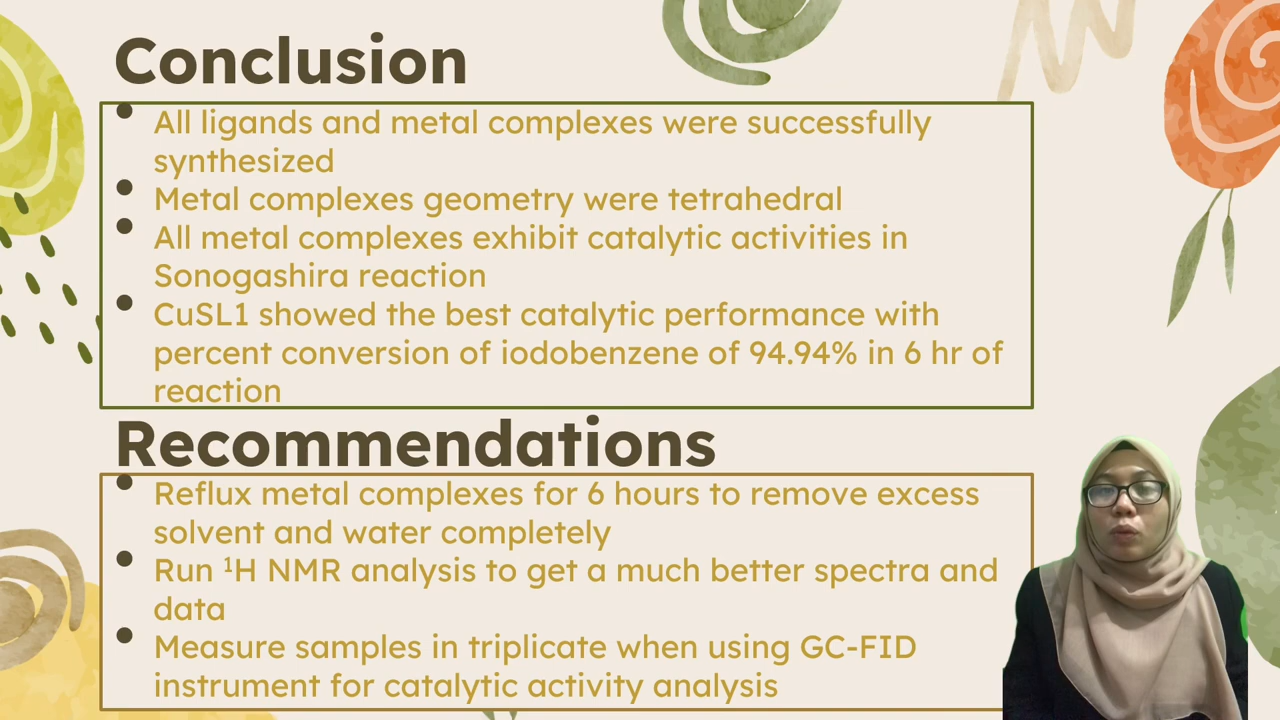 Conclusion
• All ligands and metal complexes were successfully
synthesized
• Metal complexes geometry were tetrahedral
• All metal complexes exhibit catalytic activities in
Sonogashira reaction
• CuSL1 showed the best catalytic performance with
percent conversion of iodobenzene of 94.94% in 6 hr of
reaction
Recommendations
• Reflux metal complexes for 6 hours to remove excess
solvent and water completely
• Run ¹H NMR analysis to get a much better spectra and
data
• Measure samples in triplicate when using GC-FID
instrument for catalytic activity analysis